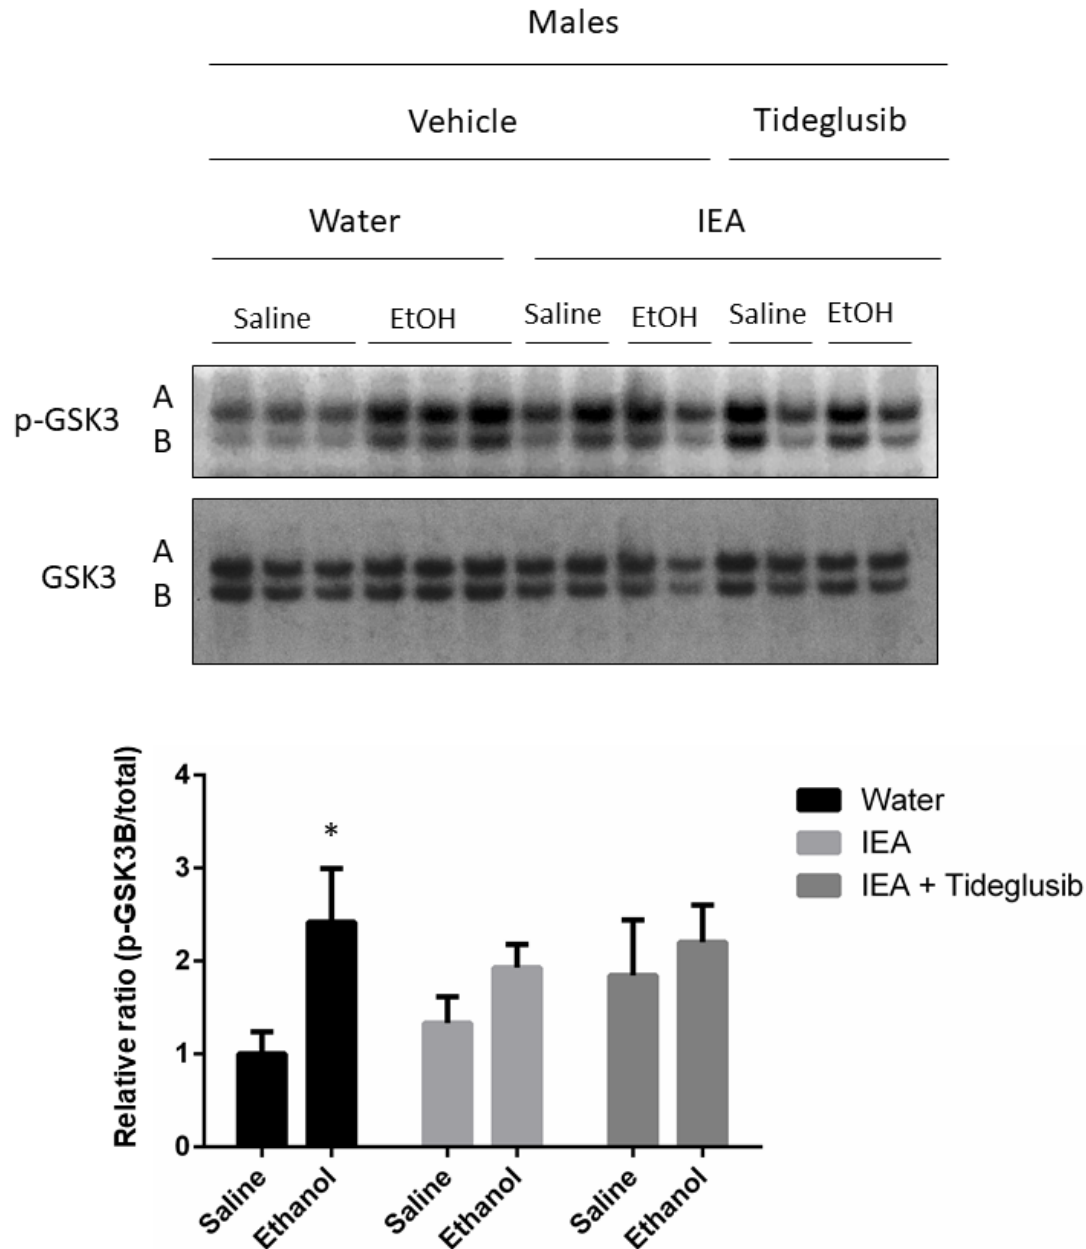 Males
Vehicle Tideglusib
Water IEA
Saline EtOH Saline EtOH Saline EtOH
p-GSK3 A
B
GSK3 A
B
Relative ratio (p-GSK3B/total)
4
3
2
1
0
*
Saline Ethanol Saline Ethanol Saline Ethanol
Water
IEA
IEA + Tideglusib